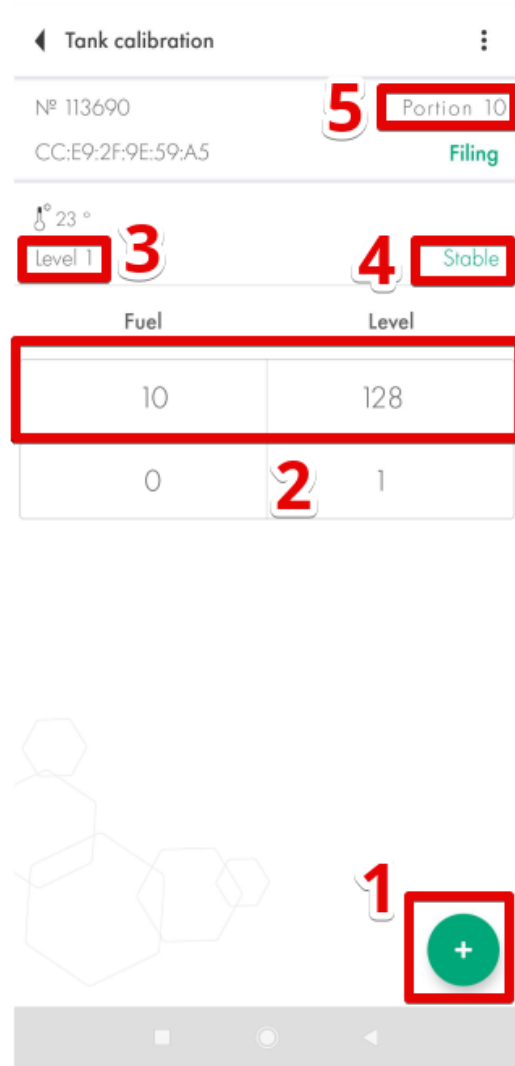 Tank calibration
№ 113690
5
Portion 10
CC:E9:2F:9E:59:A5
Filing
23 °
Level 1
3
4
Stable
Fuel
Level
10
128
0
2
1
1
+